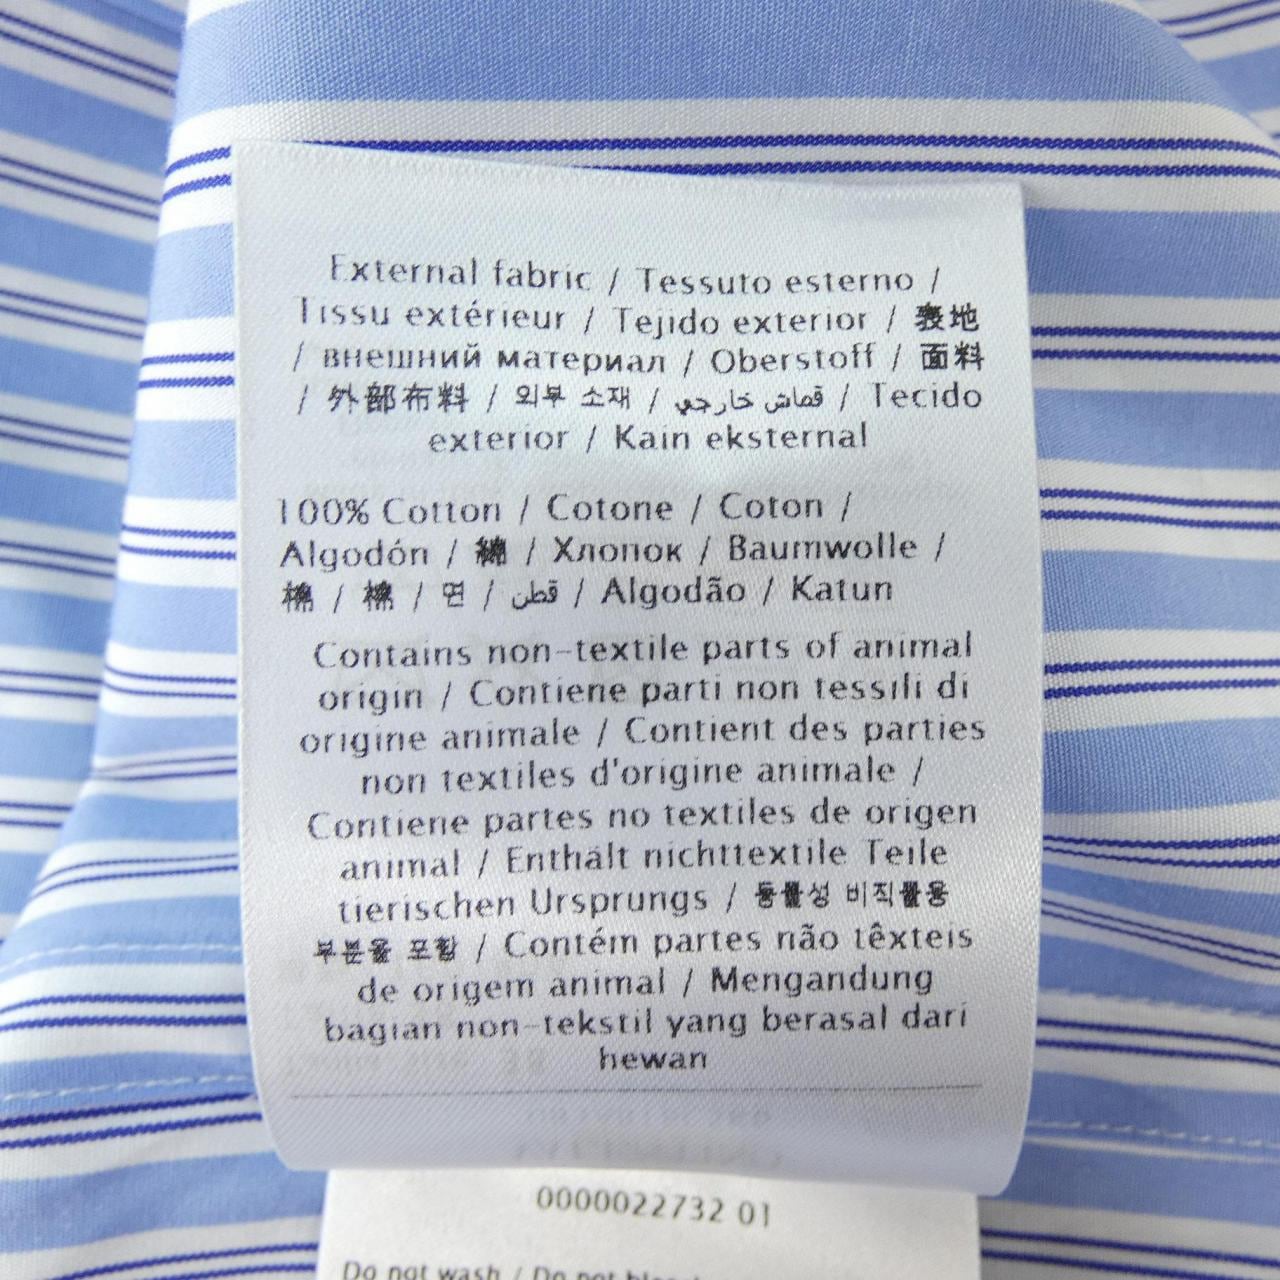 External fabric / Tessuto esterno /
Tissu extérieur / Tejido exterior / 表地
/ внешний материал / Oberstoff / 面料
/ 外部布料 / 외부 소재 / قماش خارجي / Tecido
exterior / Kain eksternal
100% Cotton / Cotone / Coton /
Algodón / 綿 / Хлопок / Baumwolle /
棉 / 棉 / 면 / قطن / Algodão / Katun
Contains non-textile parts of animal
origin / Contiene parti non tessili di
origine animale / Contient des parties
non textiles d'origine animale /
Contiene partes no textiles de origen
animal / Enthält nichttextile Teile
tierischen Ursprungs / 동물성 비직물용
부분을 포함 / Contém partes não têxteis
de origem animal / Mengandung
bagian non-tekstil yang berasal dari
hewan
0000022732 01
Do not wash / Do not